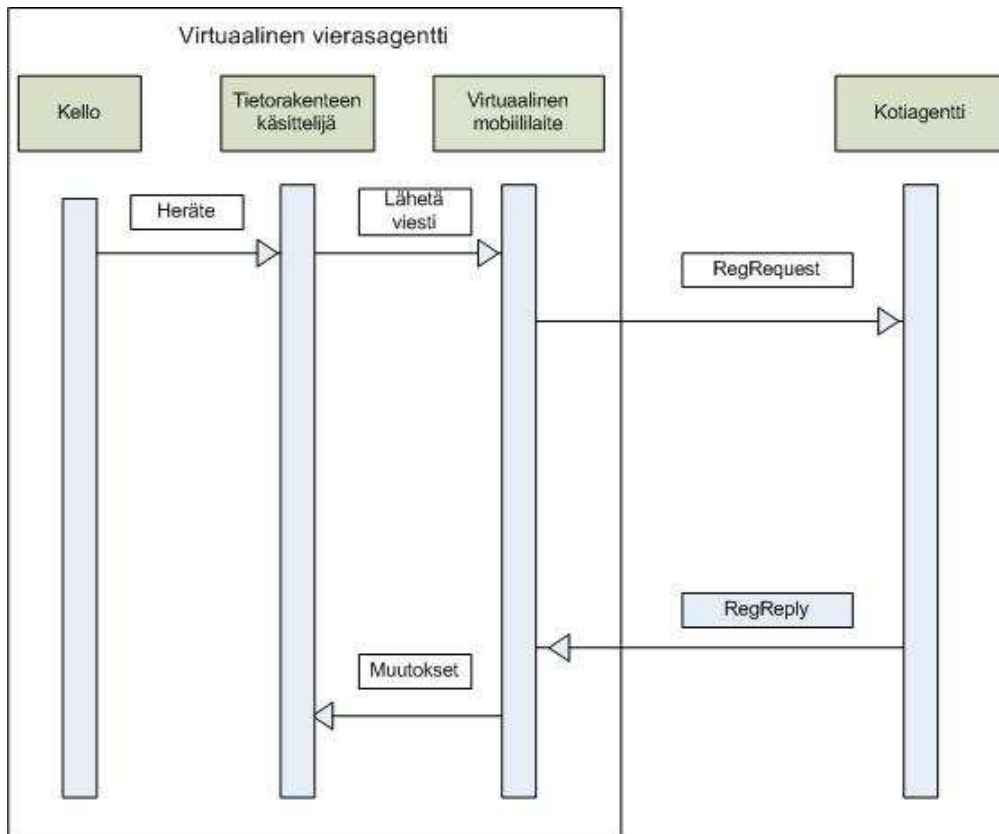 Virtuaalinen vierasagentti
Kello
Tietorakenteen
käsittelijä
Virtuaalinen
mobiililaite
Kotiagentti
Heräte
Lähetä
viesti
RegRequest
RegReply
Muutokset